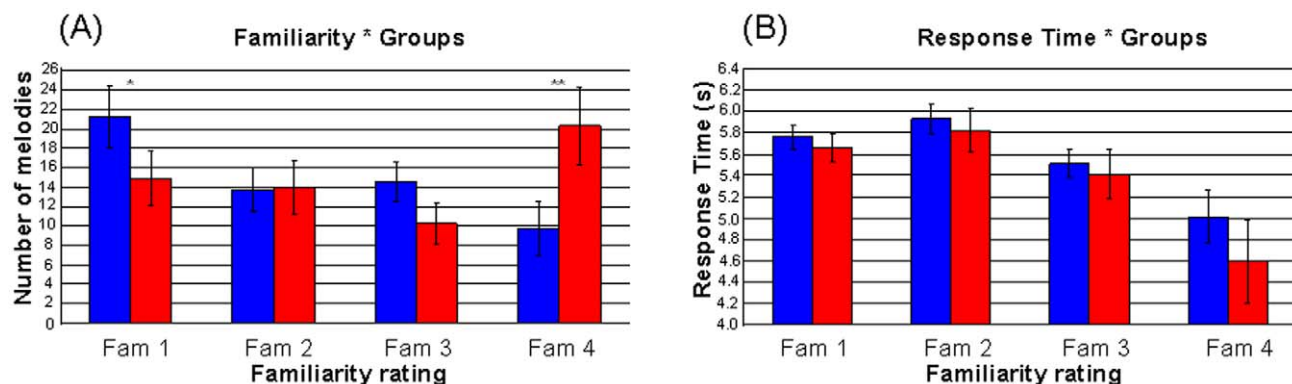 (A)
Familiarity * Groups
Number of melodies
26
24
22
20
18
16
14
12
10
8
6
4
2
0
*
**
Fam 1 Fam 2 Fam 3 Fam 4
Familiarity rating
(B)
Response Time * Groups
Response Time (s)
6.4
6.2
6.0
5.8
5.6
5.4
5.2
5.0
4.8
4.6
4.4
4.2
4.0
Fam 1 Fam 2 Fam 3 Fam 4
Familiarity rating